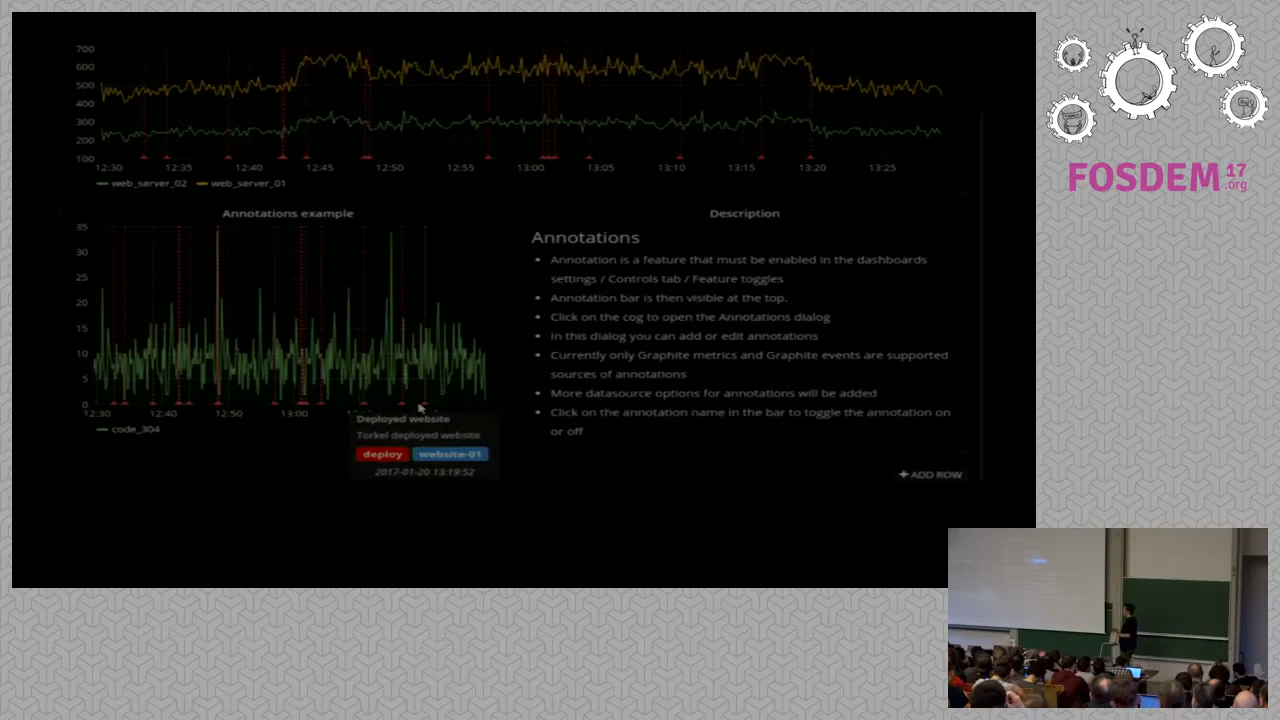 700
600
500
400
300
200
100
12:30 12:35 12:40 12:45 12:50 12:55 13:00 13:05 13:10 13:15 13:20 13:25
web_server_02 web_server_01
Annotations example
35
30
25
20
15
10
5
0
12:30 12:40 12:50 13:00
code_304
Deployed website
Torkel deployed website
deploy website-01
2017-01-20 13:19:52
Description
Annotations
Annotation is a feature that must be enabled in the dashboards
settings / Controls tab / Feature toggles
Annotation bar is then visible at the top.
Click on the cog to open the Annotations dialog
In this dialog you can add or edit annotations
Currently only Graphite metrics and Graphite events are supported
sources of annotations
More datasource options for annotations will be added
Click on the annotation name in the bar to toggle the annotation on
or off
+ ADD ROW
FOSDEM 17
.org